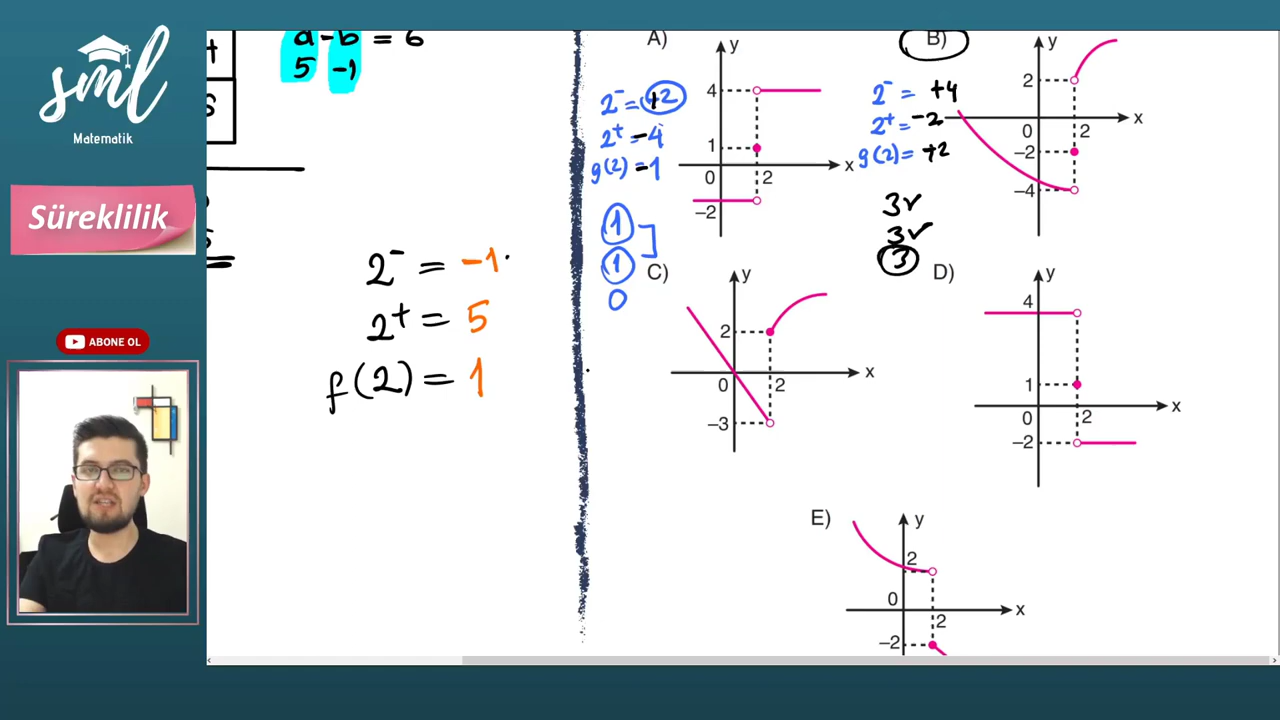 sml
Matematik
Süreklilik
ABONE OL
a - b = 6
5 -1
2⁻ = -1
2⁺ = 5
f(2) = 1
A)
y
4
1
0
2
x
-2
2⁻ = +2
2⁺ = -4
g(2) = -1
1
1
0
B)
y
2
0
2
x
-2
-4
2⁻ = +4
2⁺ = -2
g(2) = +2
3✓
3✓
3
C)
y
2
0
2
x
-3
D)
y
4
1
0
2
x
-2
E)
y
2
0
x
2
-2